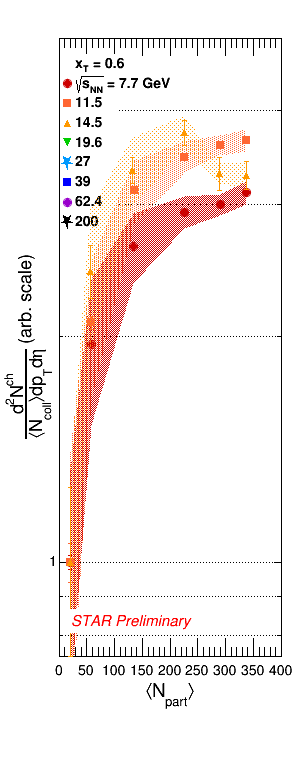 x_T = 0.6
√s_NN = 7.7 GeV
11.5
14.5
19.6
27
39
62.4
200
d²N^ch
⟨N_coll⟩dp_T dη (arb. scale)
1
STAR Preliminary
0 50 100 150 200 250 300 350 400
⟨N_part⟩